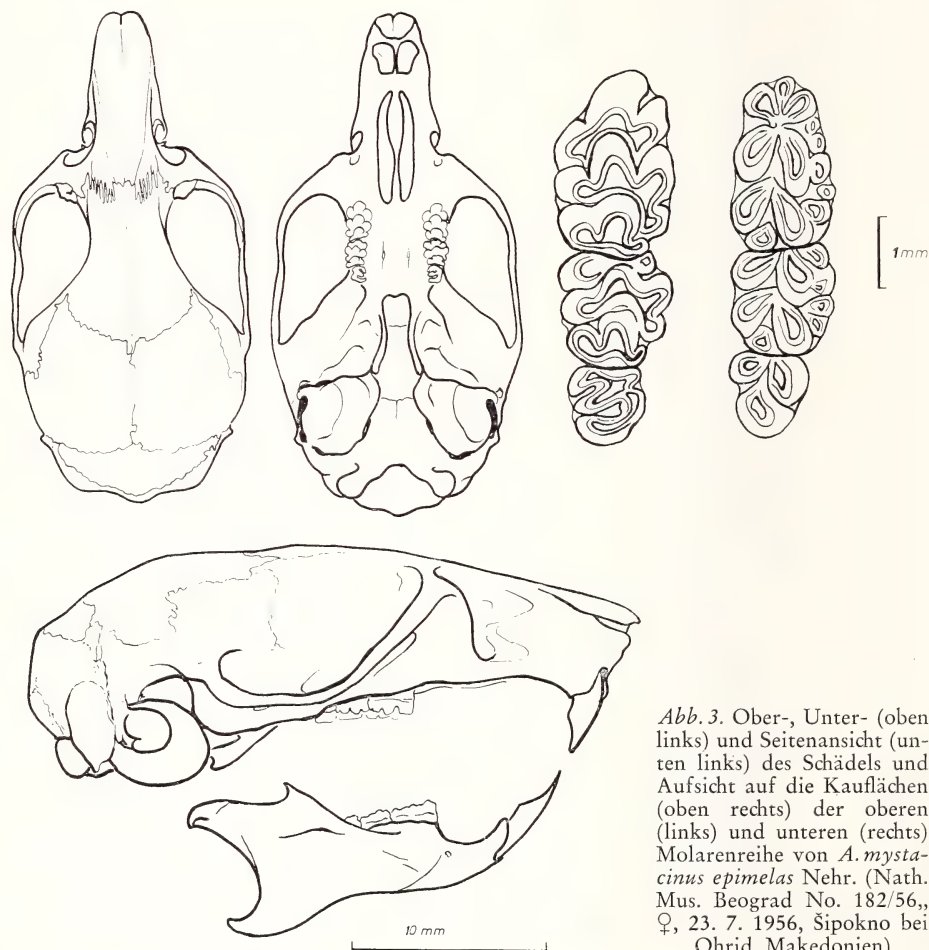 1mm
Abb. 3. Ober-, Unter- (oben
links) und Seitenansicht (un-
ten links) des Schädels und
Aufsicht auf die Kauflächen
(oben rechts) der oberen
(links) und unteren (rechts)
Molarenreihe von A. mysta-
cinus epimelas Nehr. (Nath.
Mus. Beograd No. 182/56,,
♀, 23. 7. 1956, Šipokno bei
Ohrid, Makedonien)
10 mm